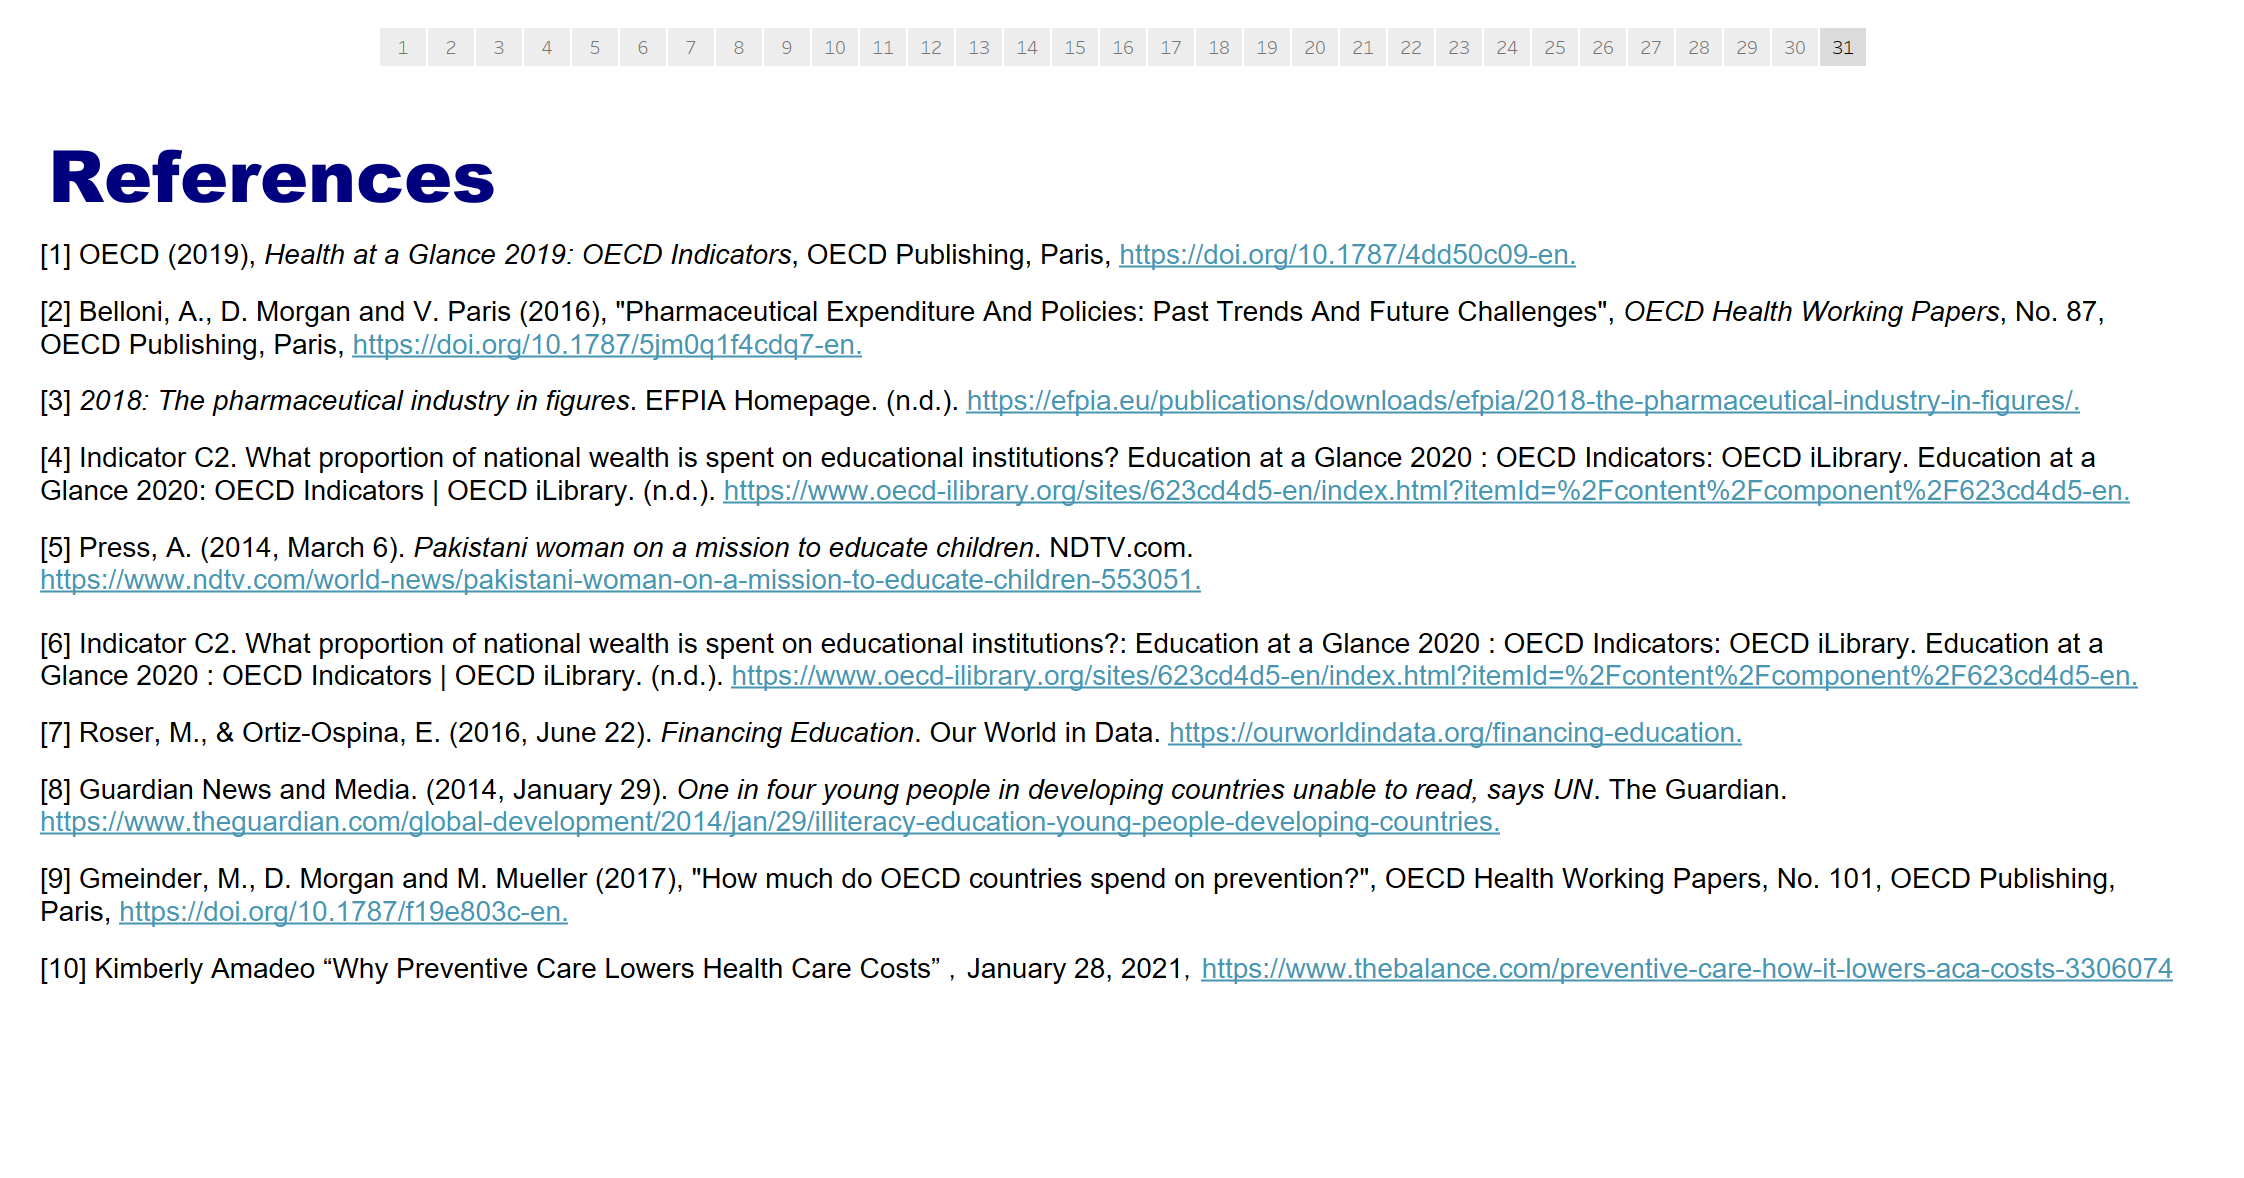 1 2 3 4 5 6 7 8 9 10 11 12 13 14 15 16 17 18 19 20 21 22 23 24 25 26 27 28 29 30 31
References
[1] OECD (2019), Health at a Glance 2019: OECD Indicators, OECD Publishing, Paris, https://doi.org/10.1787/4dd50c09-en.
[2] Belloni, A., D. Morgan and V. Paris (2016), "Pharmaceutical Expenditure And Policies: Past Trends And Future Challenges", OECD Health Working Papers, No. 87,
OECD Publishing, Paris, https://doi.org/10.1787/5jm0q1f4cdq7-en.
[3] 2018: The pharmaceutical industry in figures. EFPIA Homepage. (n.d.). https://efpia.eu/publications/downloads/efpia/2018-the-pharmaceutical-industry-in-figures/.
[4] Indicator C2. What proportion of national wealth is spent on educational institutions? Education at a Glance 2020 : OECD Indicators: OECD iLibrary. Education at a
Glance 2020: OECD Indicators | OECD iLibrary. (n.d.). https://www.oecd-ilibrary.org/sites/623cd4d5-en/index.html?itemId=%2Fcontent%2Fcomponent%2F623cd4d5-en.
[5] Press, A. (2014, March 6). Pakistani woman on a mission to educate children. NDTV.com.
https://www.ndtv.com/world-news/pakistani-woman-on-a-mission-to-educate-children-553051.
[6] Indicator C2. What proportion of national wealth is spent on educational institutions?: Education at a Glance 2020 : OECD Indicators: OECD iLibrary. Education at a
Glance 2020 : OECD Indicators | OECD iLibrary. (n.d.). https://www.oecd-ilibrary.org/sites/623cd4d5-en/index.html?itemId=%2Fcontent%2Fcomponent%2F623cd4d5-en.
[7] Roser, M., & Ortiz-Ospina, E. (2016, June 22). Financing Education. Our World in Data. https://ourworldindata.org/financing-education.
[8] Guardian News and Media. (2014, January 29). One in four young people in developing countries unable to read, says UN. The Guardian.
https://www.theguardian.com/global-development/2014/jan/29/illiteracy-education-young-people-developing-countries.
[9] Gmeinder, M., D. Morgan and M. Mueller (2017), "How much do OECD countries spend on prevention?", OECD Health Working Papers, No. 101, OECD Publishing,
Paris, https://doi.org/10.1787/f19e803c-en.
[10] Kimberly Amadeo “Why Preventive Care Lowers Health Care Costs” , January 28, 2021, https://www.thebalance.com/preventive-care-how-it-lowers-aca-costs-3306074